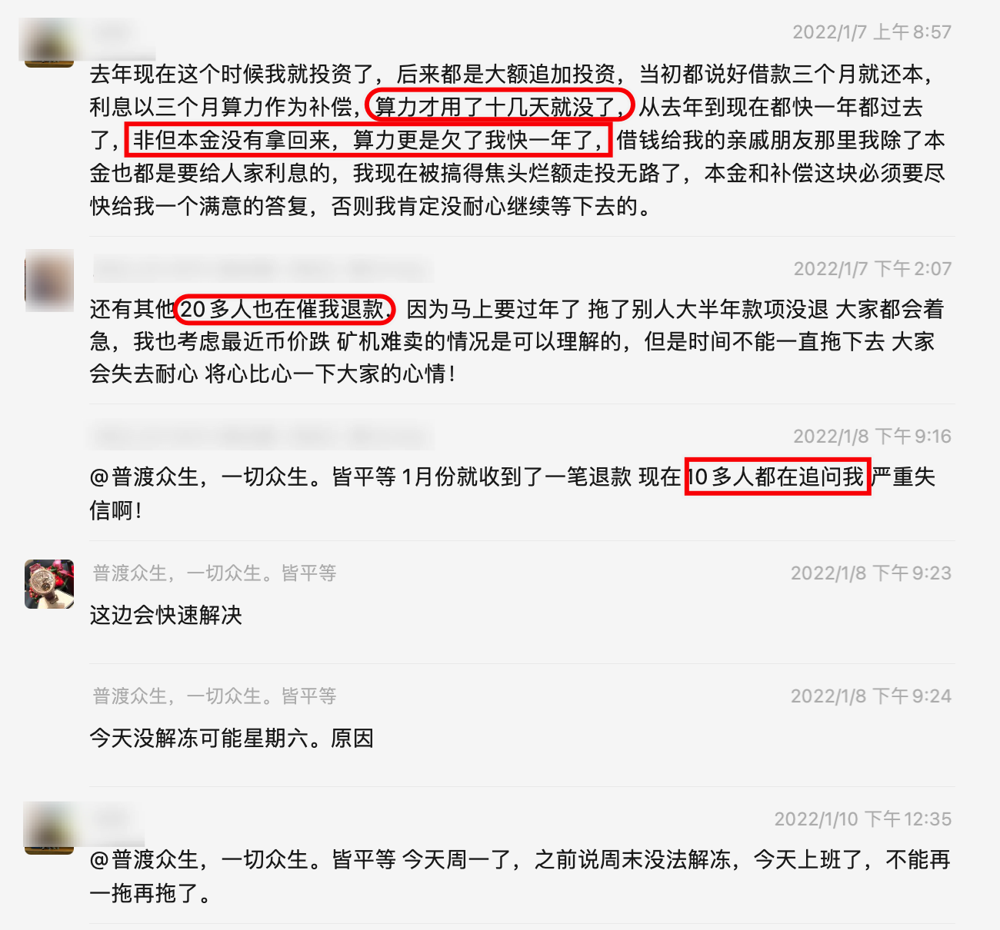 2022/1/7 上午8:57
去年现在这个时候我就投资了，后来都是大额追加投资，当初都说好借款三个月就还本，
利息以三个月算力作为补偿，算力才用了十几天就没了，从去年到现在都快一年都过去
了，非但本金没有拿回来，算力更是欠了我快一年了，借钱给我的亲戚朋友那里我除了本
金也都是要给人家利息的，我现在被搞得焦头烂额走投无路了，本金和补偿这块必须要尽
快给我一个满意的答复，否则我肯定没耐心继续等下去的。
2022/1/7 下午2:07
还有其他20多人也在催我退款，因为马上要过年了 拖了别人大半年款项没退 大家都会着
急，我也考虑最近币价跌 矿机难卖的情况是可以理解的，但是时间不能一直拖下去 大家
会失去耐心 将心比心一下大家的心情！
2022/1/8 下午9:16
@普渡众生，一切众生。皆平等 1月份就收到了一笔退款 现在10多人都在追问我 严重失
信啊！
普渡众生，一切众生。皆平等 2022/1/8 下午9:23
这边会快速解决
普渡众生，一切众生。皆平等 2022/1/8 下午9:24
今天没解冻可能星期六。原因
2022/1/10 下午12:35
@普渡众生，一切众生。皆平等 今天周一了，之前说周末没法解冻，今天上班了，不能再
一拖再拖了。